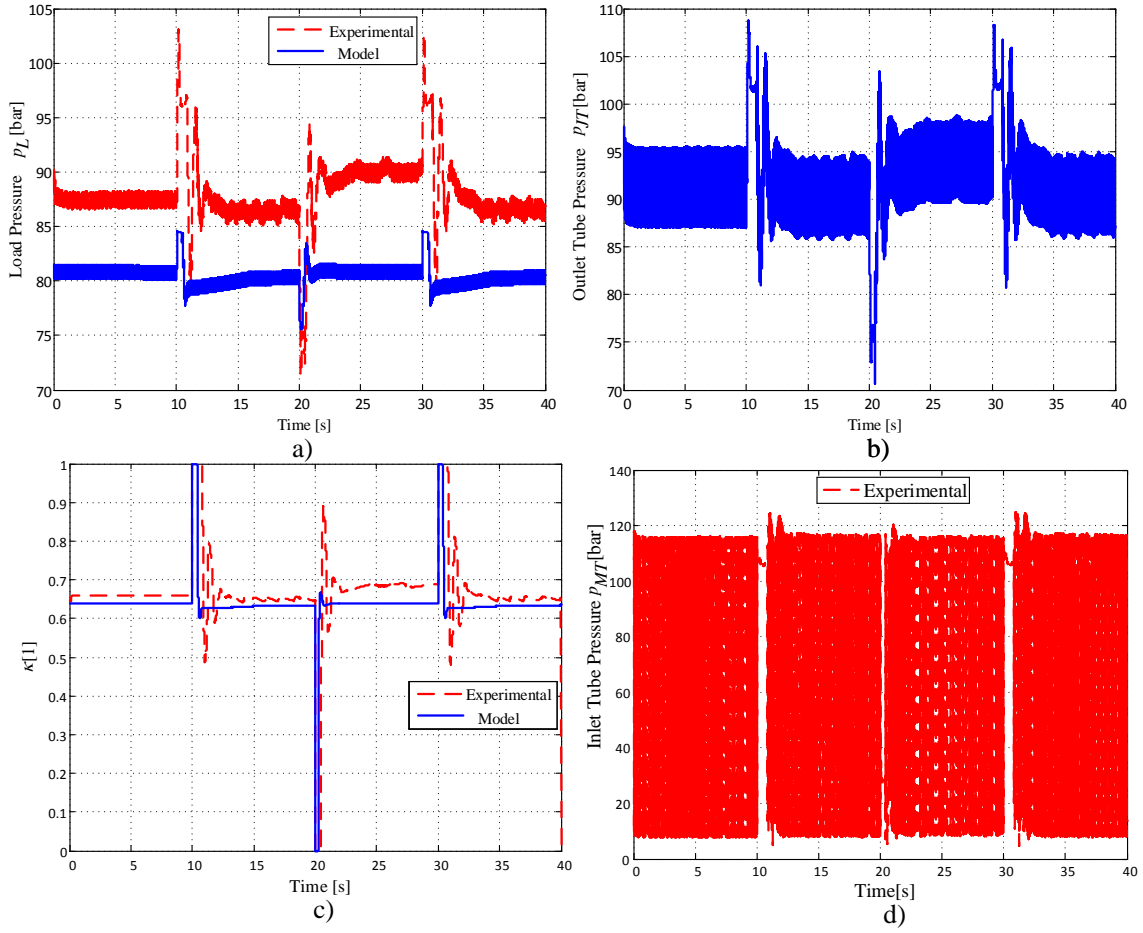 105
100
95
90
85
80
75
70
Load Pressure pL [bar]
Experimental
Model
0 5 10 15 20 25 30 35 40
Time [s]
a)
110
105
100
95
90
85
80
75
70
Outlet Tube Pressure pJT[bar]
0 5 10 15 20 25 30 35 40
Time [s]
b)
1
0.9
0.8
0.7
0.6
0.5
0.4
0.3
0.2
0.1
0
κ[1]
Experimental
Model
0 5 10 15 20 25 30 35 40
Time [s]
c)
140
120
100
80
60
40
20
0
Inlet Tube Pressure pMT[bar]
Experimental
0 5 10 15 20 25 30 35 40
Time[s]
d)